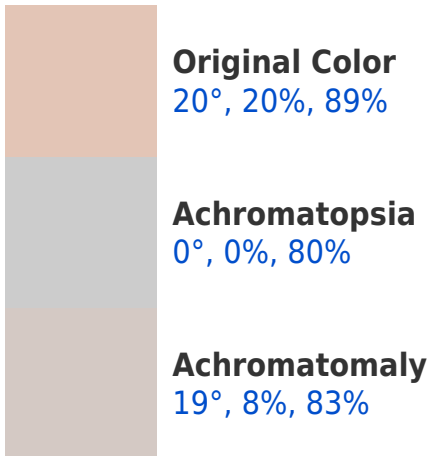 Original Color
20°, 20%, 89%
Achromatopsia
0°, 0%, 80%
Achromatomaly
19°, 8%, 83%